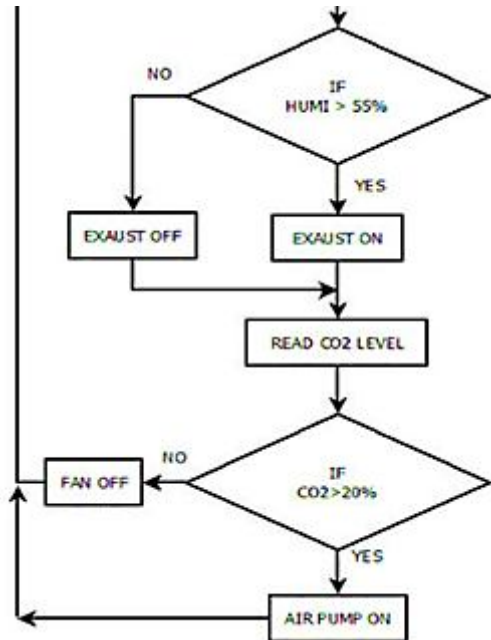 NO
IF
HUMI > 55%
YES
EXAUST OFF
EXAUST ON
READ CO2 LEVEL
NO
IF
CO2>20%
FAN OFF
YES
AIR PUMP ON